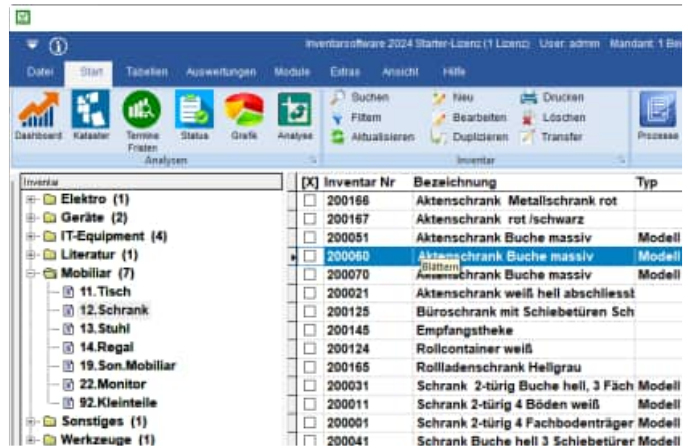 Inventarsoftware 2024 Starter-Lizenz (1 Lizenz) User: admin Mandant: 1 Be
Datei Start Tabellen Auswertungen Module Extras Ansicht Hilfe
Suchen Neu Drucken
Filtern Bearbeiten Löschen
Dashboard Kataster Termine Fristen Status Grafik Analyse Aktualisieren Duplizieren Transfer Prozesse
Analysen Inventar
Inventar [X] Inventar Nr Bezeichnung Typ
Elektro (1) 200166 Aktenschrank Metallschrank rot
Geräte (2) 200167 Aktenschrank rot /schwarz
IT-Equipment (4) 200051 Aktenschrank Buche massiv Modell
Literatur (1) 200060 Aktenschrank Buche massiv Modell
Blättern
Mobiliar (7) 200070 Aktenschrank Buche massiv Modell
11.Tisch 200021 Aktenschrank weiß hell abschliessb
12.Schrank 200125 Büroschrank mit Schiebetüren Sch
13.Stuhl 200145 Empfangstheke
14.Regal 200124 Rollcontainer weiß
19.Son.Mobiliar 200165 Rollladenschrank Hellgrau
22.Monitor 200031 Schrank 2-türig Buche hell, 3 Fäch Modell
92.Kleinteile 200011 Schrank 2-türig 4 Böden weiß Modell
Sonstiges (1) 200001 Schrank 2-türig 4 Fachbodenträger Modell
Werkzeuge (1) 200041 Schrank Buche hell 3 Schiebetürer Modell